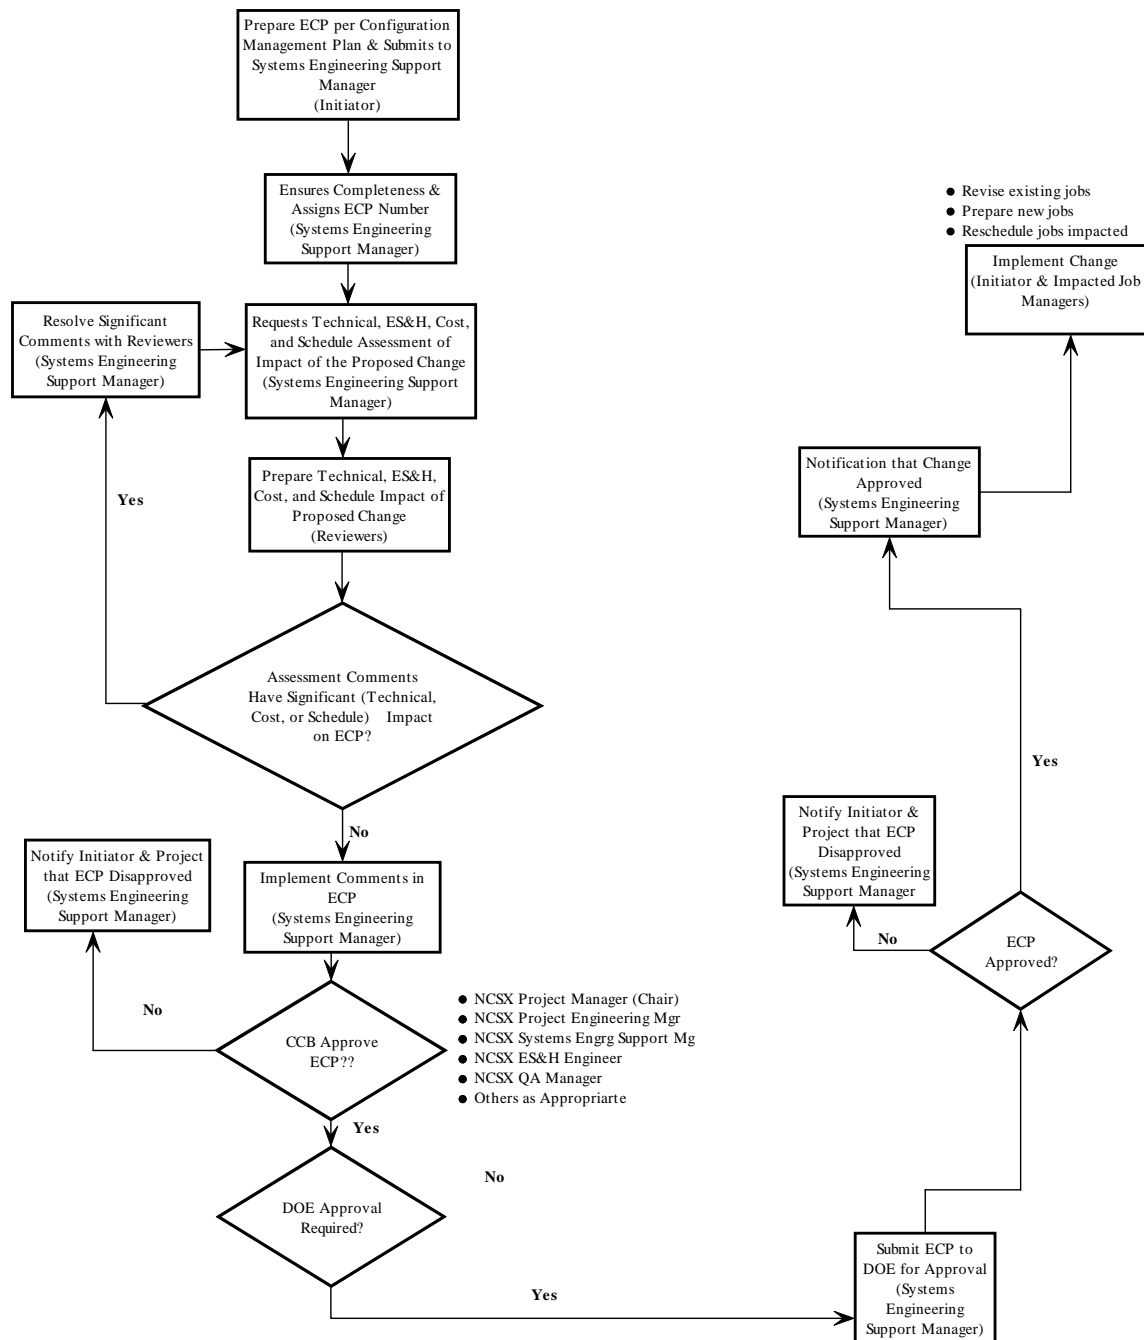 Prepare ECP per Configuration
Management Plan & Submits to
Systems Engineering Support
Manager
(Initiator)
Ensures Completeness &
Assigns ECP Number
(Systems Engineering
Support Manager)
● Revise existing jobs
● Prepare new jobs
● Reschedule jobs impacted
Implement Change
(Initiator & Impacted Job
Managers)
Resolve Significant
Comments with Reviewers
(Systems Engineering
Support Manager)
Requests Technical, ES&H, Cost,
and Schedule Assessment of
Impact of the Proposed Change
(Systems Engineering Support
Manager)
Yes
Prepare Technical, ES&H,
Cost, and Schedule Impact of
Proposed Change
(Reviewers)
Notification that Change
Approved
(Systems Engineering
Support Manager)
Assessment Comments
Have Significant (Technical,
Cost, or Schedule) Impact
on ECP?
Yes
No
Notify Initiator & Project
that ECP Disapproved
(Systems Engineering
Support Manager)
Implement Comments in
ECP
(Systems Engineering
Support Manager)
Notify Initiator &
Project that ECP
Disapproved
(Systems Engineering
Support Manager
No
ECP
Approved?
No
CCB Approve
ECP??
● NCSX Project Manager (Chair)
● NCSX Project Engineering Mgr
● NCSX Systems Engrg Support Mg
● NCSX ES&H Engineer
● NCSX QA Manager
● Others as Appropriarte
Yes
No
DOE Approval
Required?
Yes
Submit ECP to
DOE for Approval
(Systems
Engineering
Support Manager)